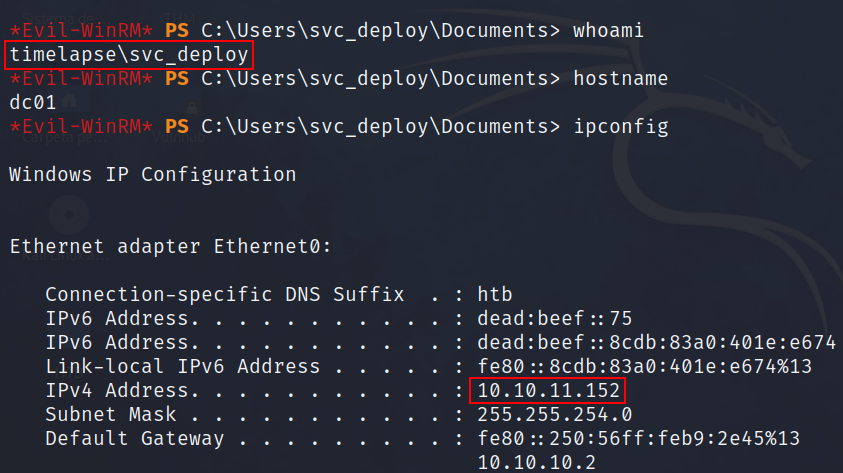 *Evil-WinRM* PS C:\Users\svc_deploy\Documents> whoami
timelapse\svc_deploy
*Evil-WinRM* PS C:\Users\svc_deploy\Documents> hostname
dc01
*Evil-WinRM* PS C:\Users\svc_deploy\Documents> ipconfig
Windows IP Configuration
Ethernet adapter Ethernet0:
Connection-specific DNS Suffix  . : htb
IPv6 Address. . . . . . . . . . . : dead:beef::75
IPv6 Address. . . . . . . . . . . : dead:beef::8cdb:83a0:401e:e674
Link-local IPv6 Address . . . . . : fe80::8cdb:83a0:401e:e674%13
IPv4 Address. . . . . . . . . . . : 10.10.11.152
Subnet Mask . . . . . . . . . . . : 255.255.254.0
Default Gateway . . . . . . . . . : fe80::250:56ff:feb9:2e45%13
10.10.10.2